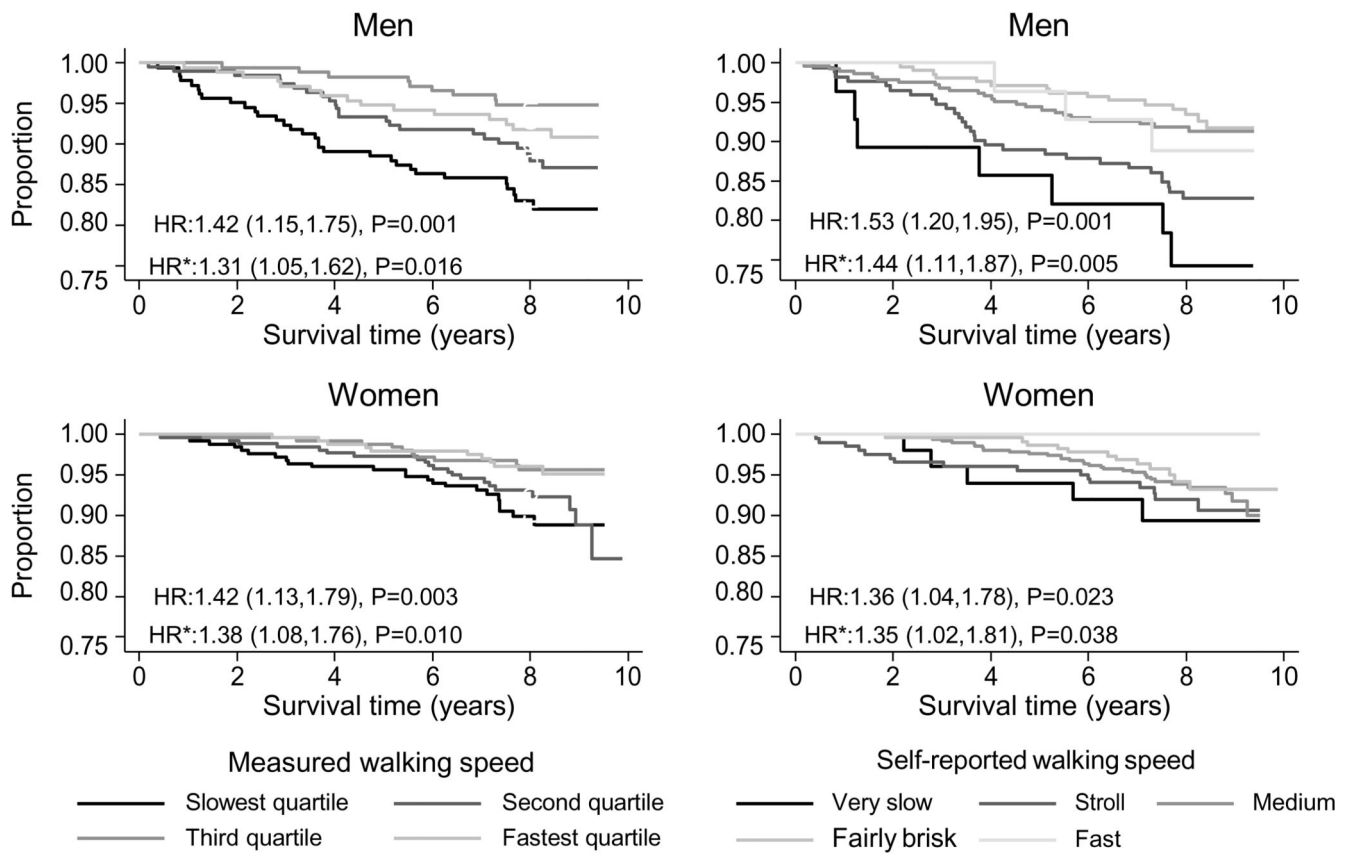 Men
Proportion
1.00
0.95
0.90
0.85
0.80
0.75
HR:1.42 (1.15,1.75), P=0.001
HR*:1.31 (1.05,1.62), P=0.016
0 2 4 6 8 10
Survival time (years)
Men
1.00
0.95
0.90
0.85
0.80
0.75
HR:1.53 (1.20,1.95), P=0.001
HR*:1.44 (1.11,1.87), P=0.005
0 2 4 6 8 10
Survival time (years)
Women
Proportion
1.00
0.95
0.90
0.85
0.80
0.75
HR:1.42 (1.13,1.79), P=0.003
HR*:1.38 (1.08,1.76), P=0.010
0 2 4 6 8 10
Survival time (years)
Women
1.00
0.95
0.90
0.85
0.80
0.75
HR:1.36 (1.04,1.78), P=0.023
HR*:1.35 (1.02,1.81), P=0.038
0 2 4 6 8 10
Survival time (years)
Measured walking speed
Slowest quartile Second quartile
Third quartile Fastest quartile
Self-reported walking speed
Very slow Stroll Medium
Fairly brisk Fast